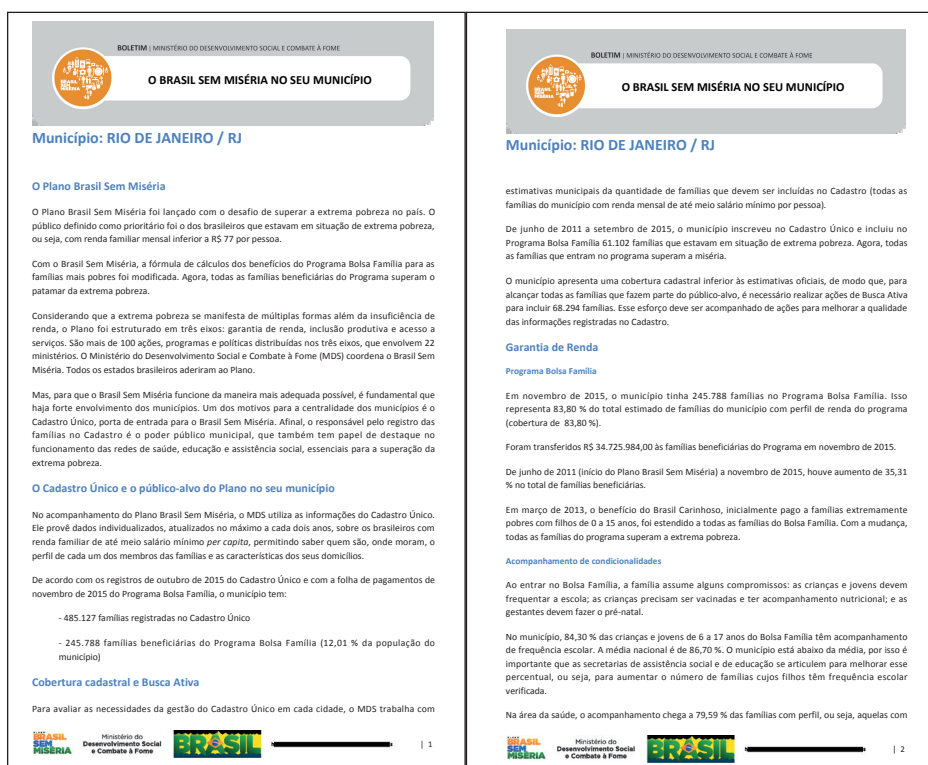 BOLETIM | MINISTÉRIO DO DESENVOLVIMENTO SOCIAL E COMBATE À FOME
BRASIL SEM MISÉRIA
O BRASIL SEM MISÉRIA NO SEU MUNICÍPIO
Município: RIO DE JANEIRO / RJ
O Plano Brasil Sem Miséria
O Plano Brasil Sem Miséria foi lançado com o desafio de superar a extrema pobreza no país. O
público definido como prioritário foi o dos brasileiros que estavam em situação de extrema pobreza,
ou seja, com renda familiar mensal inferior a R$ 77 por pessoa.
Com o Brasil Sem Miséria, a fórmula de cálculos dos benefícios do Programa Bolsa Família para as
famílias mais pobres foi modificada. Agora, todas as famílias beneficiárias do Programa superam o
patamar da extrema pobreza.
Considerando que a extrema pobreza se manifesta de múltiplas formas além da insuficiência de
renda, o Plano foi estruturado em três eixos: garantia de renda, inclusão produtiva e acesso a
serviços. São mais de 100 ações, programas e políticas distribuídas nos três eixos, que envolvem 22
ministérios. O Ministério do Desenvolvimento Social e Combate à Fome (MDS) coordena o Brasil Sem
Miséria. Todos os estados brasileiros aderiram ao Plano.
Mas, para que o Brasil Sem Miséria funcione da maneira mais adequada possível, é fundamental que
haja forte envolvimento dos municípios. Um dos motivos para a centralidade dos municípios é o
Cadastro Único, porta de entrada para o Brasil Sem Miséria. Afinal, o responsável pelo registro das
famílias no Cadastro é o poder público municipal, que também tem papel de destaque no
funcionamento das redes de saúde, educação e assistência social, essenciais para a superação da
extrema pobreza.
O Cadastro Único e o público-alvo do Plano no seu município
No acompanhamento do Plano Brasil Sem Miséria, o MDS utiliza as informações do Cadastro Único.
Ele provê dados individualizados, atualizados no máximo a cada dois anos, sobre os brasileiros com
renda familiar de até meio salário mínimo per capita, permitindo saber quem são, onde moram, o
perfil de cada um dos membros das famílias e as características dos seus domicílios.
De acordo com os registros de outubro de 2015 do Cadastro Único e com a folha de pagamentos de
novembro de 2015 do Programa Bolsa Família, o município tem:
- 485.127 famílias registradas no Cadastro Único
- 245.788 famílias beneficiárias do Programa Bolsa Família (12,01 % da população do
município)
Cobertura cadastral e Busca Ativa
Para avaliar as necessidades da gestão do Cadastro Único em cada cidade, o MDS trabalha com
BRASIL SEM MISÉRIA
Ministério do
Desenvolvimento Social
e Combate à Fome
BRASIL
| 1
BOLETIM | MINISTÉRIO DO DESENVOLVIMENTO SOCIAL E COMBATE À FOME
BRASIL SEM MISÉRIA
O BRASIL SEM MISÉRIA NO SEU MUNICÍPIO
Município: RIO DE JANEIRO / RJ
estimativas municipais da quantidade de famílias que devem ser incluídas no Cadastro (todas as
famílias do município com renda mensal de até meio salário mínimo por pessoa).
De junho de 2011 a setembro de 2015, o município inscreveu no Cadastro Único e incluiu no
Programa Bolsa Família 61.102 famílias que estavam em situação de extrema pobreza. Agora, todas
as famílias que entram no programa superam a miséria.
O município apresenta uma cobertura cadastral inferior às estimativas oficiais, de modo que, para
alcançar todas as famílias que fazem parte do público-alvo, é necessário realizar ações de Busca Ativa
para incluir 68.294 famílias. Esse esforço deve ser acompanhado de ações para melhorar a qualidade
das informações registradas no Cadastro.
Garantia de Renda
Programa Bolsa Família
Em novembro de 2015, o município tinha 245.788 famílias no Programa Bolsa Família. Isso
representa 83,80 % do total estimado de famílias do município com perfil de renda do programa
(cobertura de 83,80 %).
Foram transferidos R$ 34.725.984,00 às famílias beneficiárias do Programa em novembro de 2015.
De junho de 2011 (início do Plano Brasil Sem Miséria) a novembro de 2015, houve aumento de 35,31
% no total de famílias beneficiárias.
Em março de 2013, o benefício do Brasil Carinhoso, inicialmente pago a famílias extremamente
pobres com filhos de 0 a 15 anos, foi estendido a todas as famílias do Bolsa Família. Com a mudança,
todas as famílias do programa superam a extrema pobreza.
Acompanhamento de condicionalidades
Ao entrar no Bolsa Família, a família assume alguns compromissos: as crianças e jovens devem
frequentar a escola; as crianças precisam ser vacinadas e ter acompanhamento nutricional; e as
gestantes devem fazer o pré-natal.
No município, 84,30 % das crianças e jovens de 6 a 17 anos do Bolsa Família têm acompanhamento
de frequência escolar. A média nacional é de 86,70 %. O município está abaixo da média, por isso é
importante que as secretarias de assistência social e de educação se articulem para melhorar esse
percentual, ou seja, para aumentar o número de famílias cujos filhos têm frequência escolar
verificada.
Na área da saúde, o acompanhamento chega a 79,59 % das famílias com perfil, ou seja, aquelas com
BRASIL SEM MISÉRIA
Ministério do
Desenvolvimento Social
e Combate à Fome
BRASIL
| 2